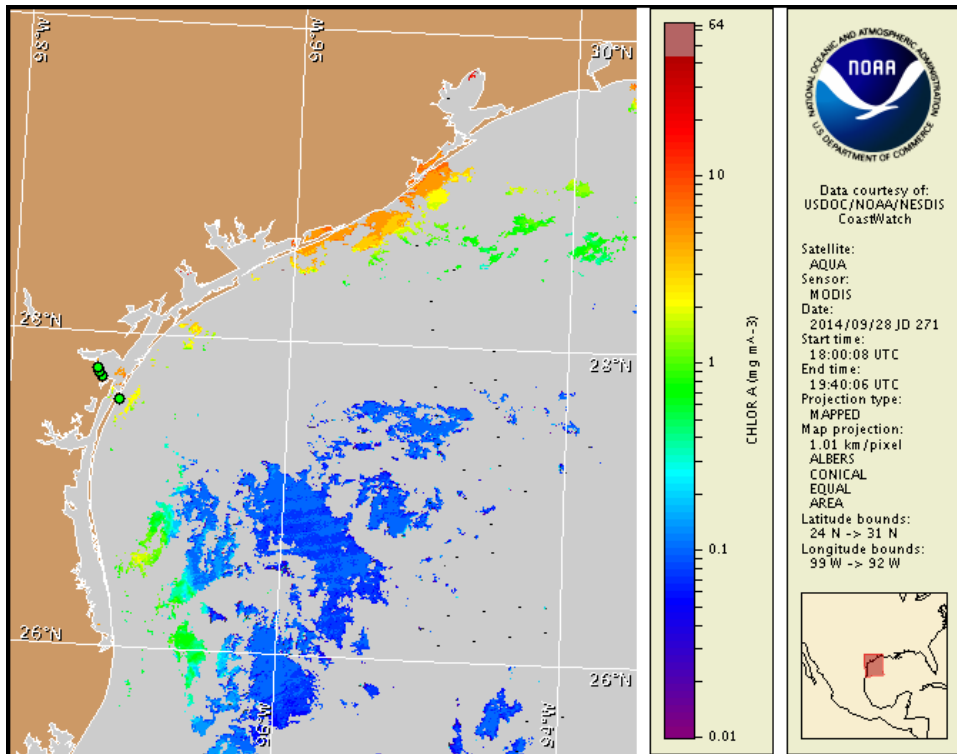 98°W
96°W
30°N
28°N
28°N
26°N
26°N
96°W
94°W
64
10
1
0.1
0.01
CHLOR A (mg m^-3)
NATIONAL OCEANIC AND ATMOSPHERIC ADMINISTRATION
NOAA
U.S. DEPARTMENT OF COMMERCE
Data courtesy of:
USDOC/NOAA/NESDIS
CoastWatch
Satellite:
AQUA
Sensor:
MODIS
Date:
2014/09/28 JD 271
Start time:
18:00:08 UTC
End time:
19:40:06 UTC
Projection type:
MAPPED
Map projection:
1.01 km/pixel
ALBERS
CONICAL
EQUAL
AREA
Latitude bounds:
24 N -> 31 N
Longitude bounds:
99 W -> 92 W